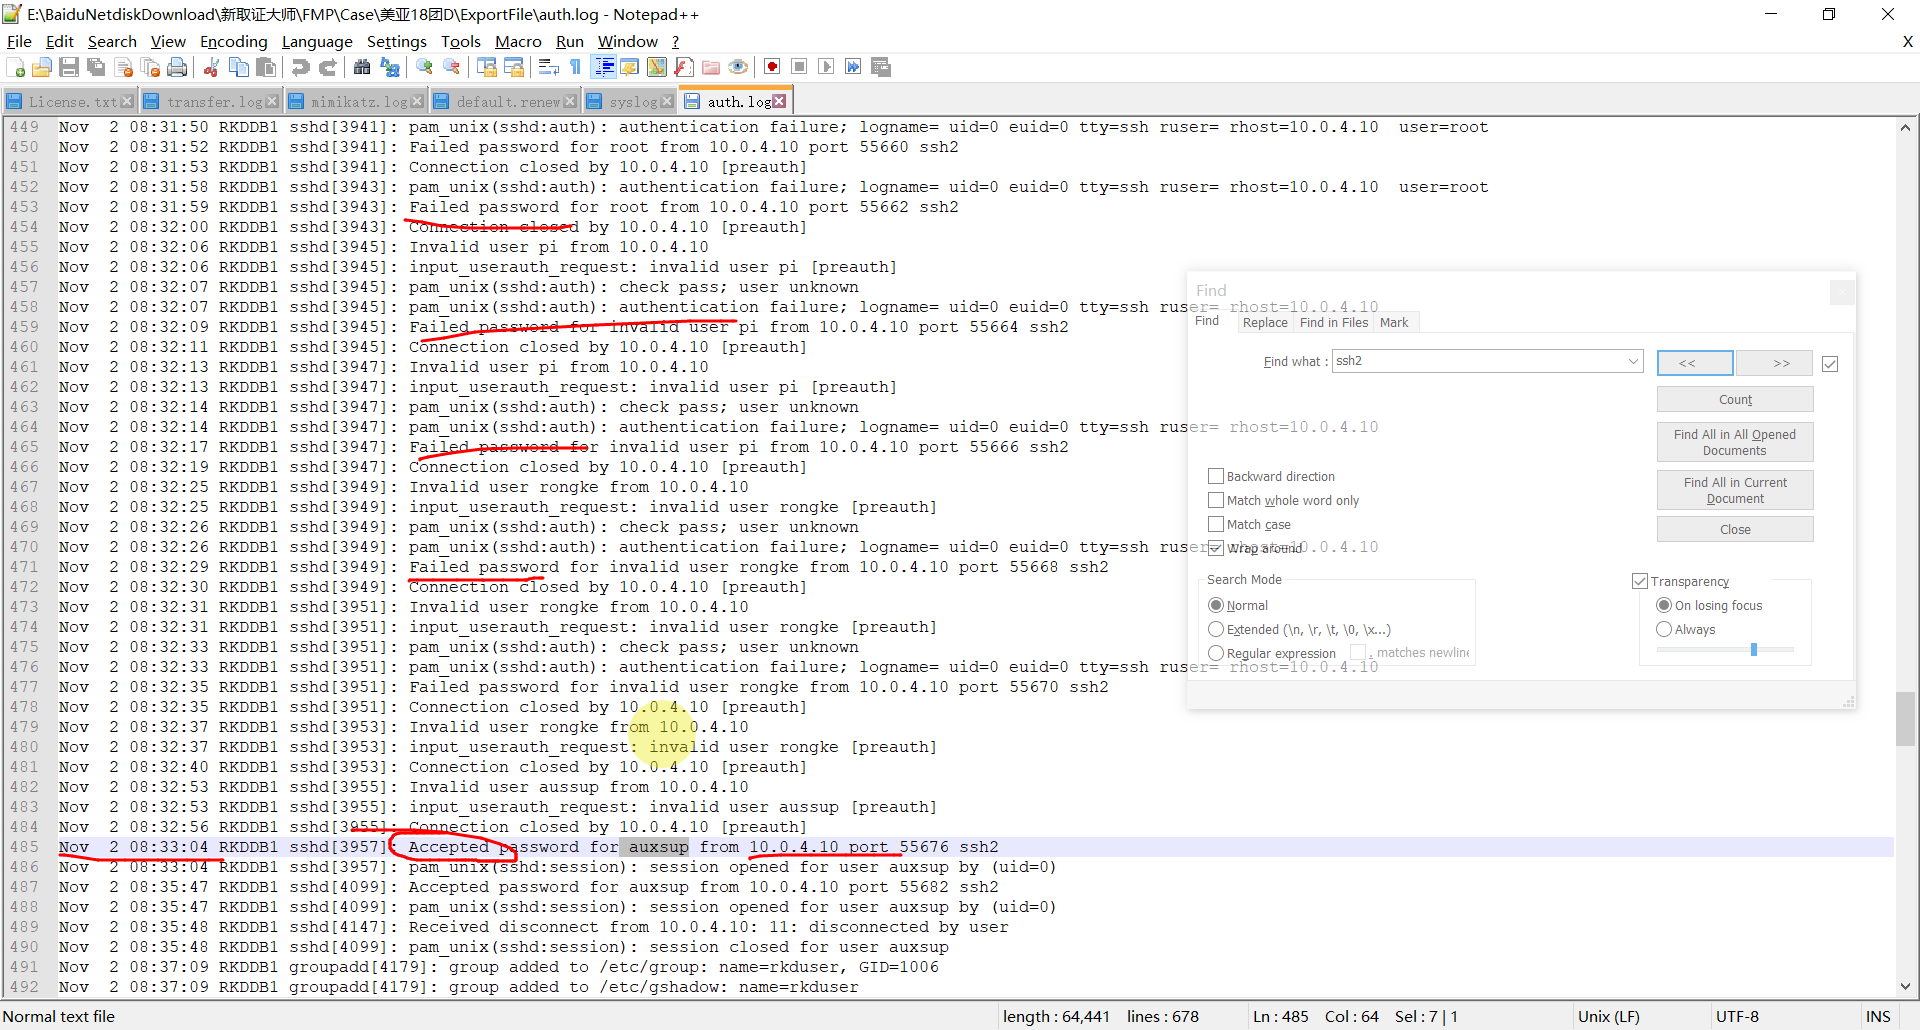 E:\BaiduNetdiskDownload\新取证大师\FMP\Case\美亚18团D\ExportFile\auth.log - Notepad++
File Edit Search View Encoding Language Settings Tools Macro Run Window ? X
License.txt transfer.log mimikatz.log default.renew syslog auth.log
449 Nov  2 08:31:50 RKDDB1 sshd[3941]: pam_unix(sshd:auth): authentication failure; logname= uid=0 euid=0 tty=ssh ruser= rhost=10.0.4.10  user=root
450 Nov  2 08:31:52 RKDDB1 sshd[3941]: Failed password for root from 10.0.4.10 port 55660 ssh2
451 Nov  2 08:31:53 RKDDB1 sshd[3941]: Connection closed by 10.0.4.10 [preauth]
452 Nov  2 08:31:58 RKDDB1 sshd[3943]: pam_unix(sshd:auth): authentication failure; logname= uid=0 euid=0 tty=ssh ruser= rhost=10.0.4.10  user=root
453 Nov  2 08:31:59 RKDDB1 sshd[3943]: Failed password for root from 10.0.4.10 port 55662 ssh2
454 Nov  2 08:32:00 RKDDB1 sshd[3943]: Connection closed by 10.0.4.10 [preauth]
455 Nov  2 08:32:06 RKDDB1 sshd[3945]: Invalid user pi from 10.0.4.10
456 Nov  2 08:32:06 RKDDB1 sshd[3945]: input_userauth_request: invalid user pi [preauth]
457 Nov  2 08:32:07 RKDDB1 sshd[3945]: pam_unix(sshd:auth): check pass; user unknown
458 Nov  2 08:32:07 RKDDB1 sshd[3945]: pam_unix(sshd:auth): authentication failure; logname= uid=0 euid=0 tty=ssh ruser= rhost=10.0.4.10
459 Nov  2 08:32:09 RKDDB1 sshd[3945]: Failed password for invalid user pi from 10.0.4.10 port 55664 ssh2
460 Nov  2 08:32:11 RKDDB1 sshd[3945]: Connection closed by 10.0.4.10 [preauth]
461 Nov  2 08:32:13 RKDDB1 sshd[3947]: Invalid user pi from 10.0.4.10
462 Nov  2 08:32:13 RKDDB1 sshd[3947]: input_userauth_request: invalid user pi [preauth]
463 Nov  2 08:32:14 RKDDB1 sshd[3947]: pam_unix(sshd:auth): check pass; user unknown
464 Nov  2 08:32:14 RKDDB1 sshd[3947]: pam_unix(sshd:auth): authentication failure; logname= uid=0 euid=0 tty=ssh ruser= rhost=10.0.4.10
465 Nov  2 08:32:17 RKDDB1 sshd[3947]: Failed password for invalid user pi from 10.0.4.10 port 55666 ssh2
466 Nov  2 08:32:19 RKDDB1 sshd[3947]: Connection closed by 10.0.4.10 [preauth]
467 Nov  2 08:32:25 RKDDB1 sshd[3949]: Invalid user rongke from 10.0.4.10
468 Nov  2 08:32:25 RKDDB1 sshd[3949]: input_userauth_request: invalid user rongke [preauth]
469 Nov  2 08:32:26 RKDDB1 sshd[3949]: pam_unix(sshd:auth): check pass; user unknown
470 Nov  2 08:32:26 RKDDB1 sshd[3949]: pam_unix(sshd:auth): authentication failure; logname= uid=0 euid=0 tty=ssh ruser= rhost=10.0.4.10
471 Nov  2 08:32:29 RKDDB1 sshd[3949]: Failed password for invalid user rongke from 10.0.4.10 port 55668 ssh2
472 Nov  2 08:32:30 RKDDB1 sshd[3949]: Connection closed by 10.0.4.10 [preauth]
473 Nov  2 08:32:31 RKDDB1 sshd[3951]: Invalid user rongke from 10.0.4.10
474 Nov  2 08:32:31 RKDDB1 sshd[3951]: input_userauth_request: invalid user rongke [preauth]
475 Nov  2 08:32:33 RKDDB1 sshd[3951]: pam_unix(sshd:auth): check pass; user unknown
476 Nov  2 08:32:33 RKDDB1 sshd[3951]: pam_unix(sshd:auth): authentication failure; logname= uid=0 euid=0 tty=ssh ruser= rhost=10.0.4.10
477 Nov  2 08:32:35 RKDDB1 sshd[3951]: Failed password for invalid user rongke from 10.0.4.10 port 55670 ssh2
478 Nov  2 08:32:35 RKDDB1 sshd[3951]: Connection closed by 10.0.4.10 [preauth]
479 Nov  2 08:32:37 RKDDB1 sshd[3953]: Invalid user rongke from 10.0.4.10
480 Nov  2 08:32:37 RKDDB1 sshd[3953]: input_userauth_request: invalid user rongke [preauth]
481 Nov  2 08:32:40 RKDDB1 sshd[3953]: Connection closed by 10.0.4.10 [preauth]
482 Nov  2 08:32:53 RKDDB1 sshd[3955]: Invalid user aussup from 10.0.4.10
483 Nov  2 08:32:53 RKDDB1 sshd[3955]: input_userauth_request: invalid user aussup [preauth]
484 Nov  2 08:32:56 RKDDB1 sshd[3955]: Connection closed by 10.0.4.10 [preauth]
485 Nov  2 08:33:04 RKDDB1 sshd[3957]: Accepted password for auxsup from 10.0.4.10 port 55676 ssh2
486 Nov  2 08:33:04 RKDDB1 sshd[3957]: pam_unix(sshd:session): session opened for user auxsup by (uid=0)
487 Nov  2 08:35:47 RKDDB1 sshd[4099]: Accepted password for auxsup from 10.0.4.10 port 55682 ssh2
488 Nov  2 08:35:47 RKDDB1 sshd[4099]: pam_unix(sshd:session): session opened for user auxsup by (uid=0)
489 Nov  2 08:35:48 RKDDB1 sshd[4147]: Received disconnect from 10.0.4.10: 11: disconnected by user
490 Nov  2 08:35:48 RKDDB1 sshd[4099]: pam_unix(sshd:session): session closed for user auxsup
491 Nov  2 08:37:09 RKDDB1 groupadd[4179]: group added to /etc/group: name=rkduser, GID=1006
492 Nov  2 08:37:09 RKDDB1 groupadd[4179]: group added to /etc/gshadow: name=rkduser
Find
Find Replace Find in Files Mark
Find what : ssh2 << >>
Count
Find All in All Opened
Documents
Find All in Current
Document
Close
Backward direction
Match whole word only
Match case
Wrap around
Search Mode
Normal
Extended (\n, \r, \t, \0, \x...)
Regular expression . matches newline
Transparency
On losing focus
Always
Normal text file length : 64,441 lines : 678 Ln : 485 Col : 64 Sel : 7 | 1 Unix (LF) UTF-8 INS